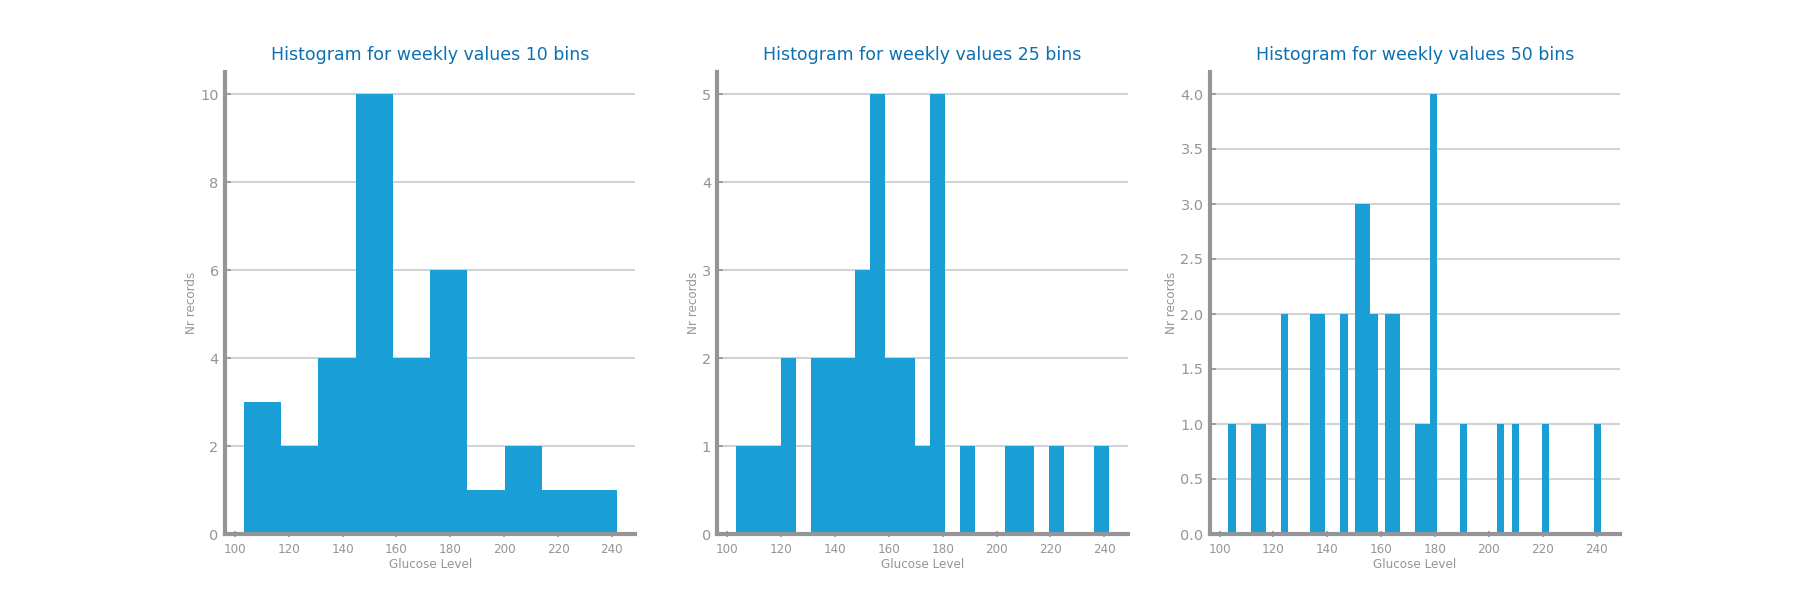 Histogram for weekly values 10 bins
10
8
6
4
2
0
Nr records
100 120 140 160 180 200 220 240
Glucose Level
Histogram for weekly values 25 bins
5
4
3
2
1
0
Nr records
100 120 140 160 180 200 220 240
Glucose Level
Histogram for weekly values 50 bins
4.0
3.5
3.0
2.5
2.0
1.5
1.0
0.5
0.0
Nr records
100 120 140 160 180 200 220 240
Glucose Level